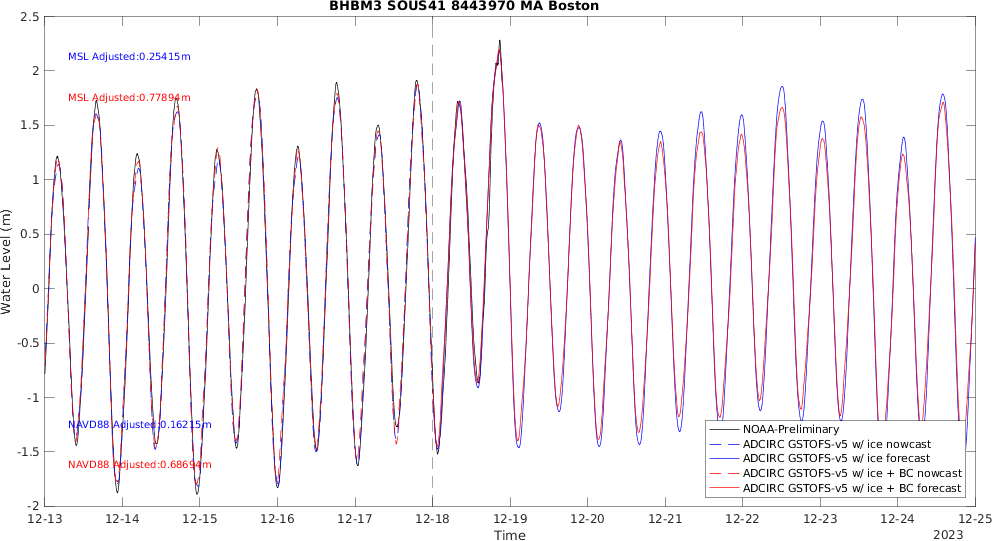 BHBM3 SOUS41 8443970 MA Boston
2.5
2
1.5
1
0.5
0
-0.5
-1
-1.5
-2
Water Level (m)
MSL Adjusted:0.25415m
MSL Adjusted:0.77894m
NAVD88 Adjusted:0.16215m
NAVD88 Adjusted:0.68694m
NOAA-Preliminary
ADCIRC GSTOFS-v5 w/ ice nowcast
ADCIRC GSTOFS-v5 w/ ice forecast
ADCIRC GSTOFS-v5 w/ ice + BC nowcast
ADCIRC GSTOFS-v5 w/ ice + BC forecast
12-13 12-14 12-15 12-16 12-17 12-18 12-19 12-20 12-21 12-22 12-23 12-24 12-25
Time
2023